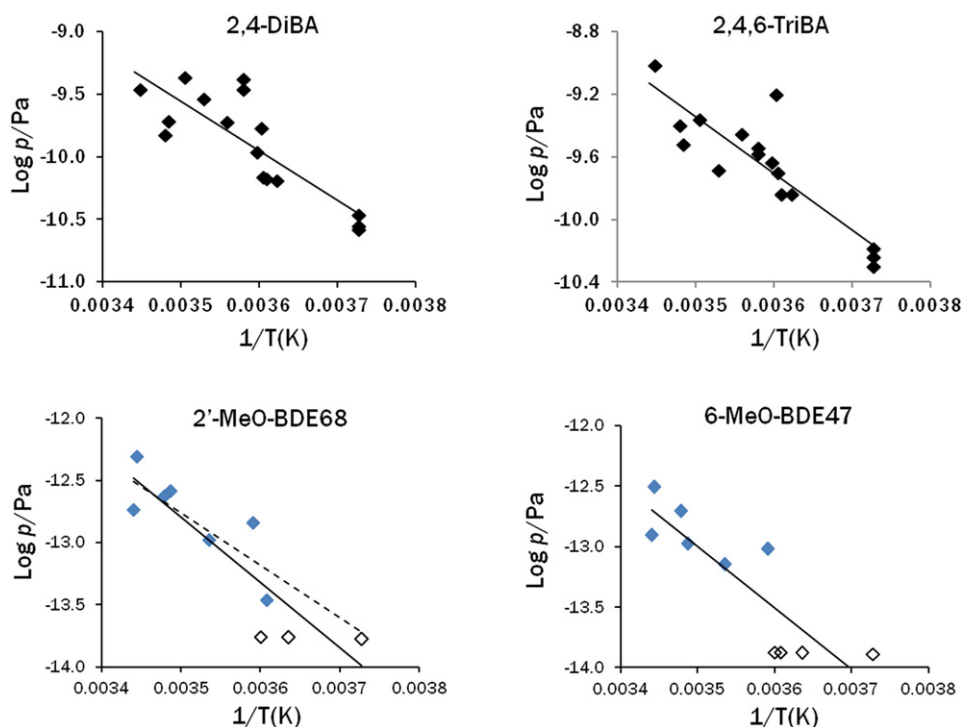 2,4-DiBA
-9.0
-9.5
-10.0
-10.5
-11.0
Log p/Pa
0.0034 0.0035 0.0036 0.0037 0.0038
1/T(K)
2,4,6-TriBA
-8.8
-9.2
-9.6
-10.0
-10.4
Log p/Pa
0.0034 0.0035 0.0036 0.0037 0.0038
1/T(K)
2’-MeO-BDE68
-12.0
-12.5
-13.0
-13.5
-14.0
Log p/Pa
0.0034 0.0035 0.0036 0.0037 0.0038
1/T(K)
6-MeO-BDE47
-12.0
-12.5
-13.0
-13.5
-14.0
Log p/Pa
0.0034 0.0035 0.0036 0.0037 0.0038
1/T(K)